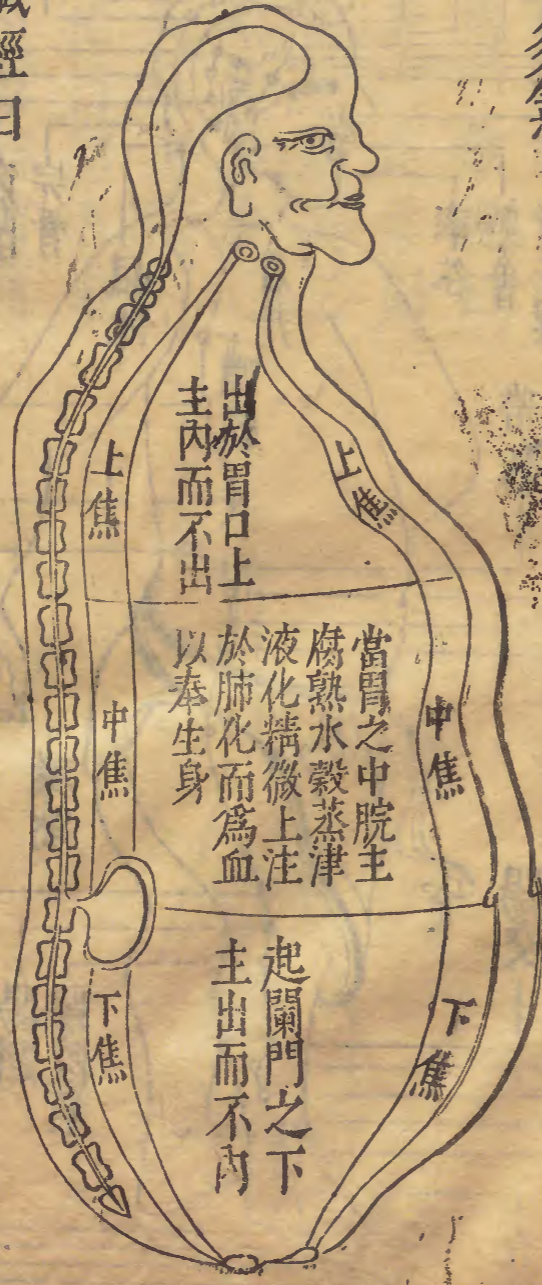 上焦
出於胃口上
主內而不出
上焦
中焦
當胃之中脘主
腐熟水穀蒸津
液化精微上注
於肺化而爲血
以奉生身
中焦
下焦
起闌門之下
主出而不內
下焦
經曰